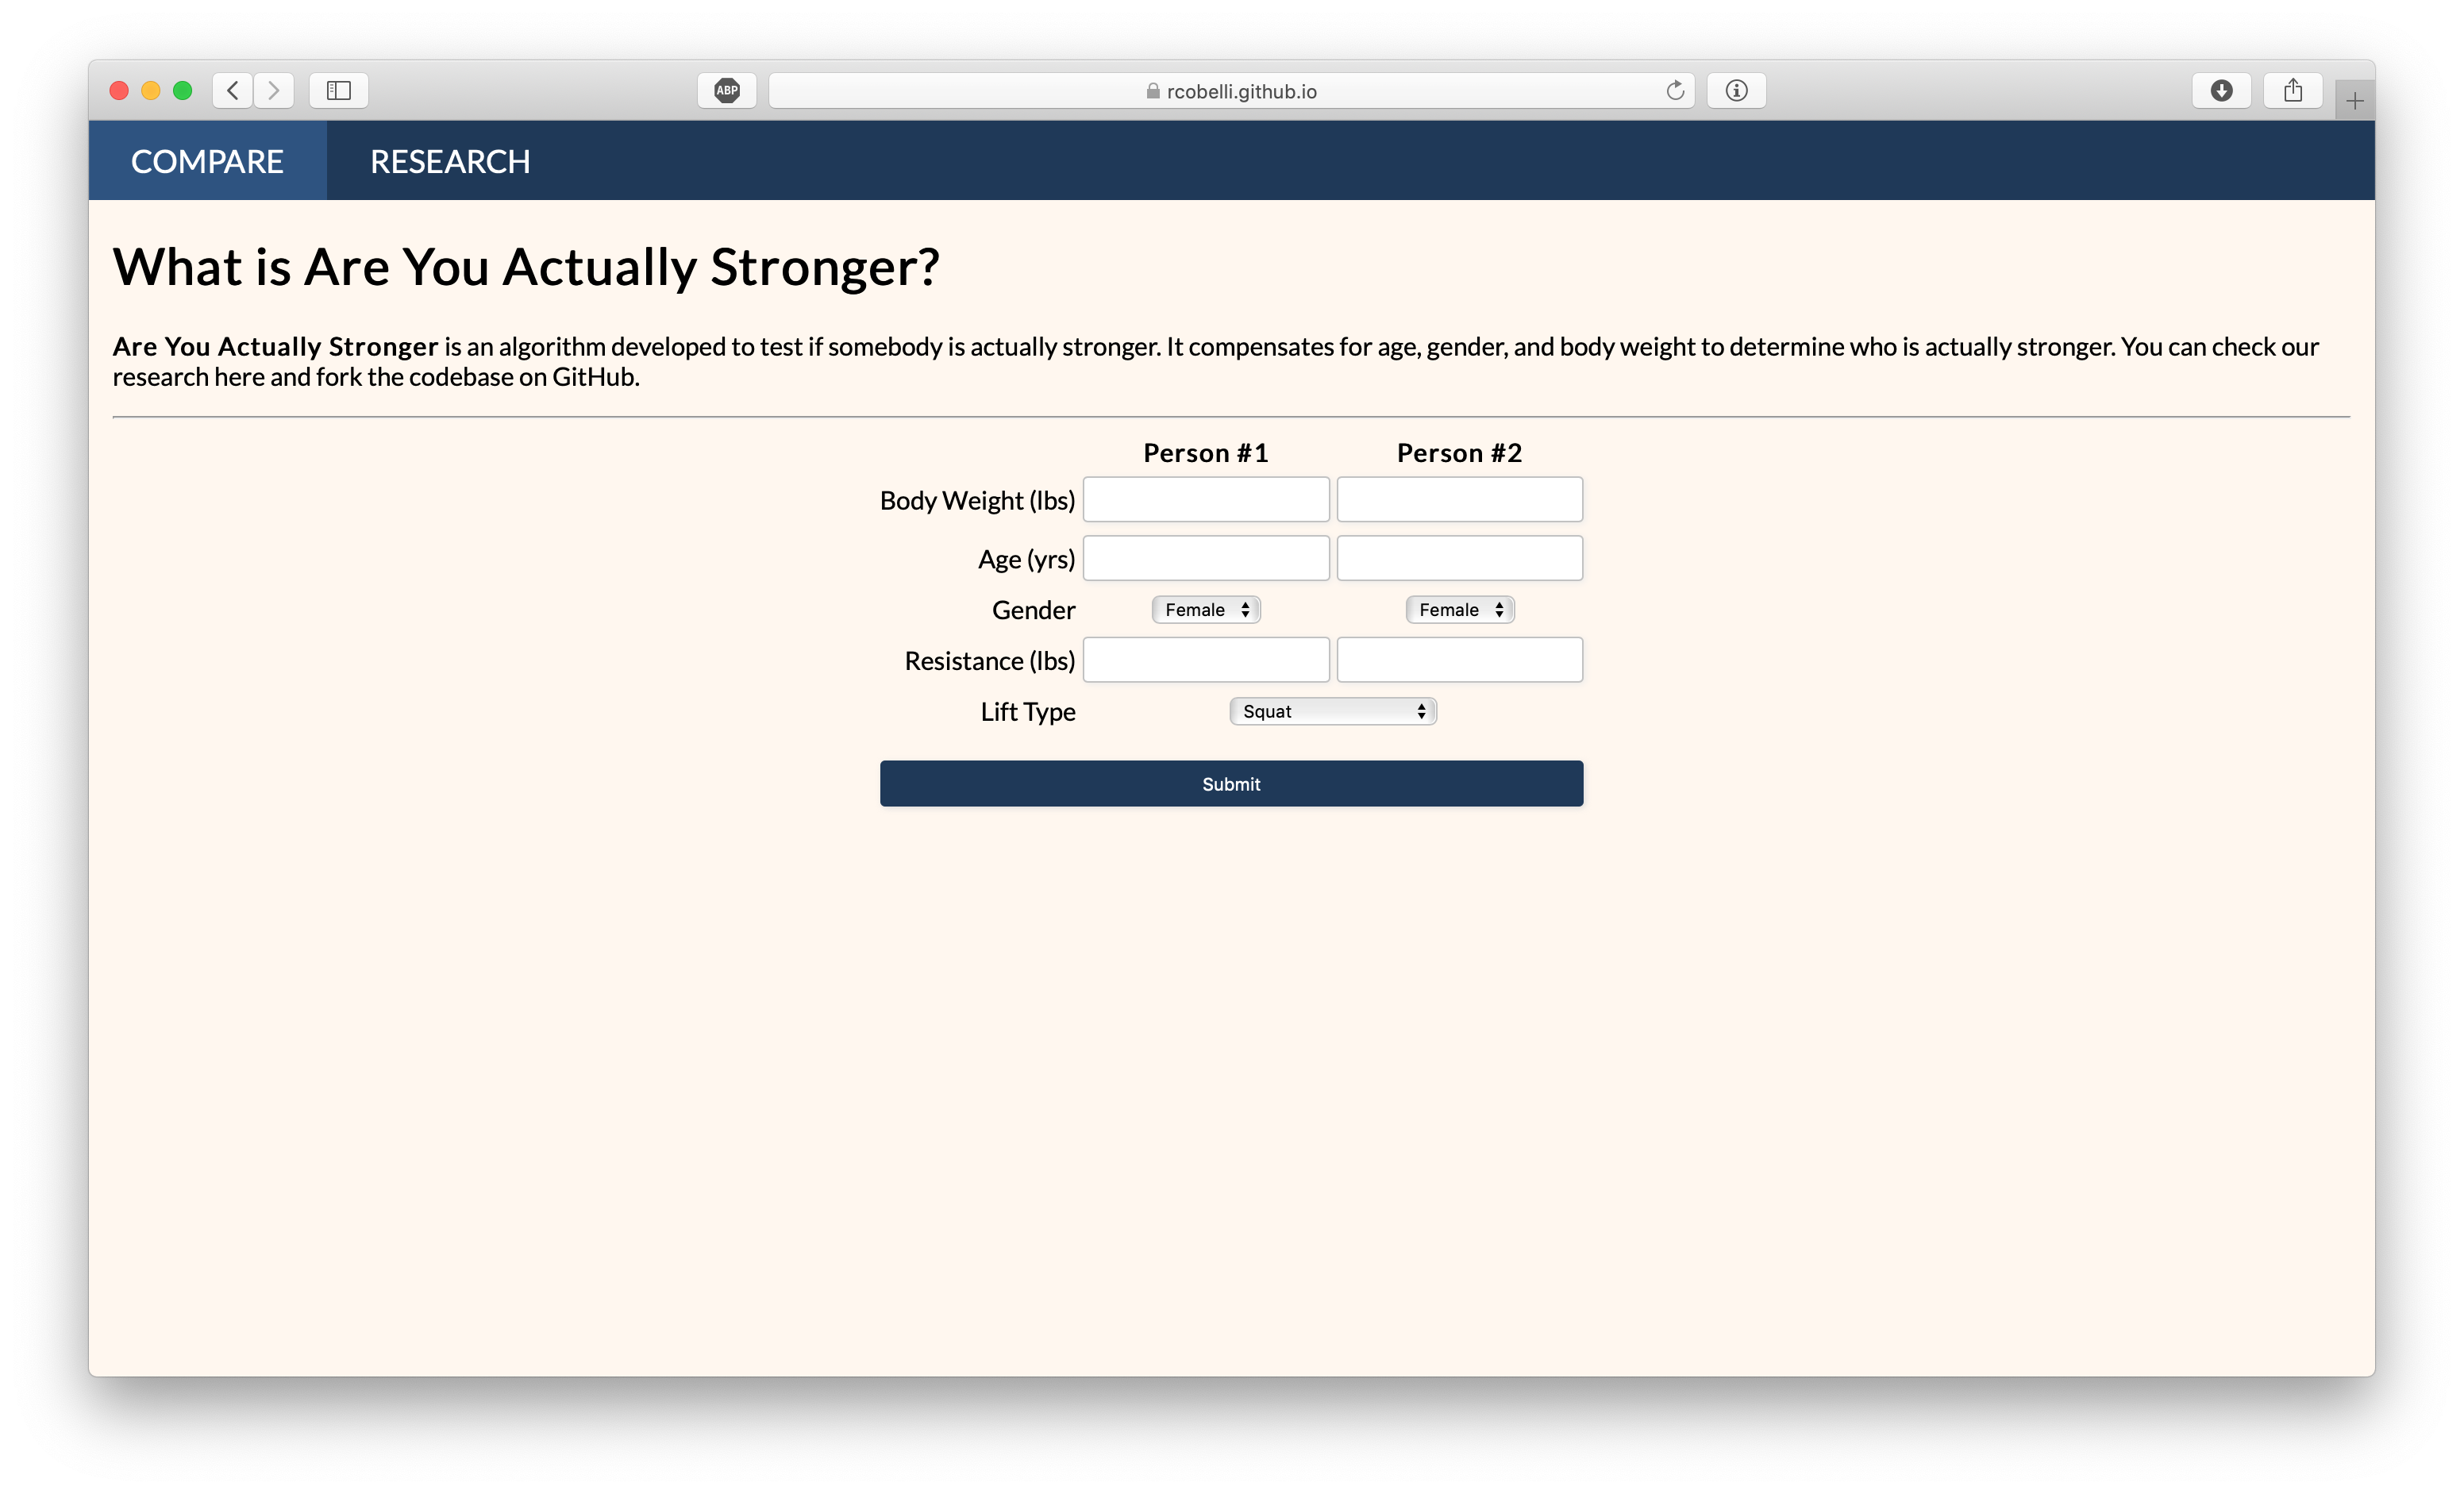 ABP
rcobelli.github.io
COMPARE RESEARCH
What is Are You Actually Stronger?
Are You Actually Stronger is an algorithm developed to test if somebody is actually stronger. It compensates for age, gender, and body weight to determine who is actually stronger. You can check our
research here and fork the codebase on GitHub.
Person #1 Person #2
Body Weight (lbs)
Age (yrs)
Gender Female Female
Resistance (lbs)
Lift Type Squat
Submit